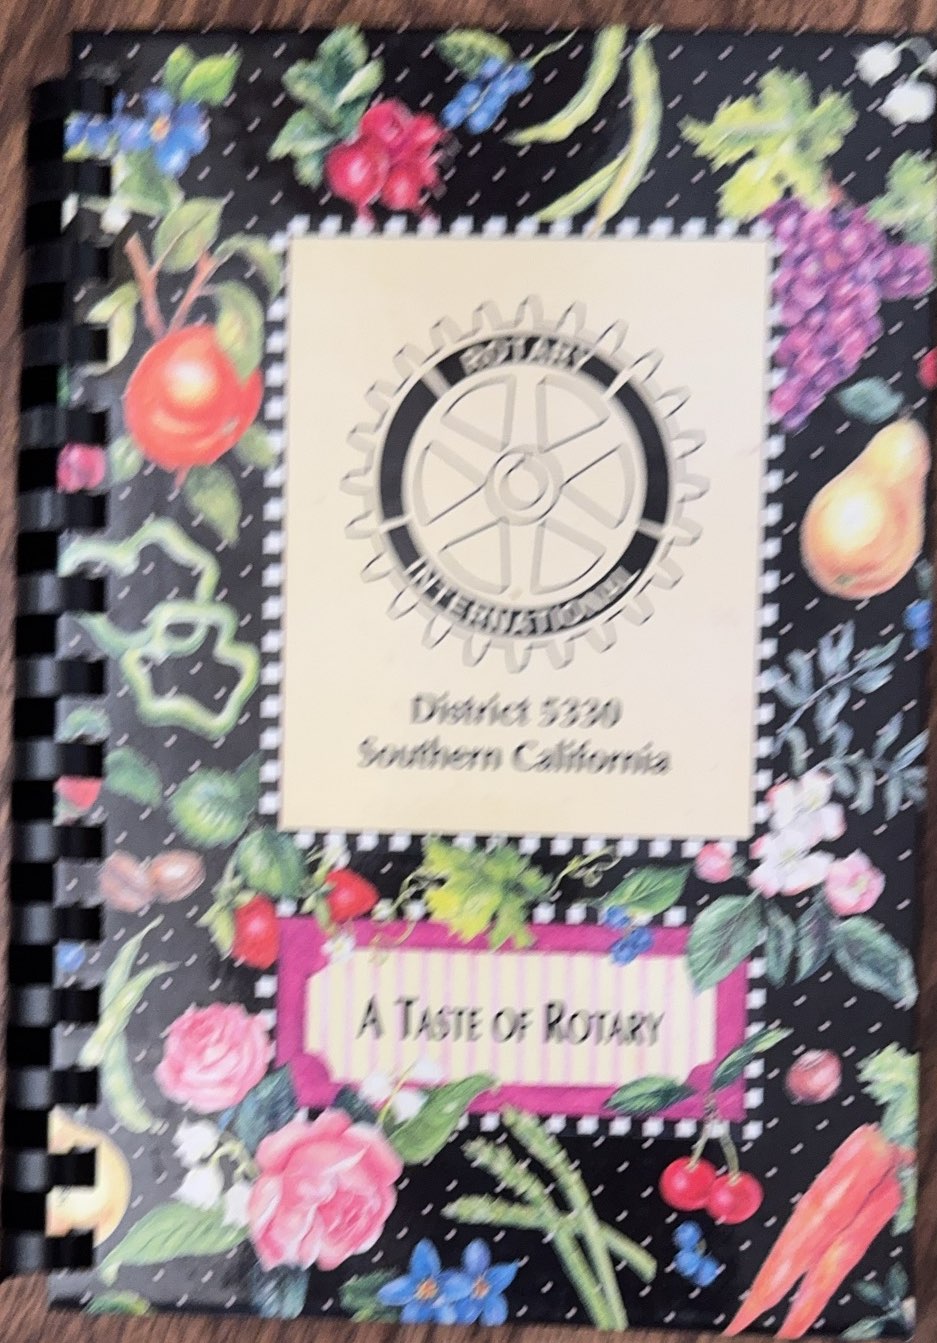 ROTARY
INTERNATIONAL
District 5330
Southern California
A TASTE OF ROTARY